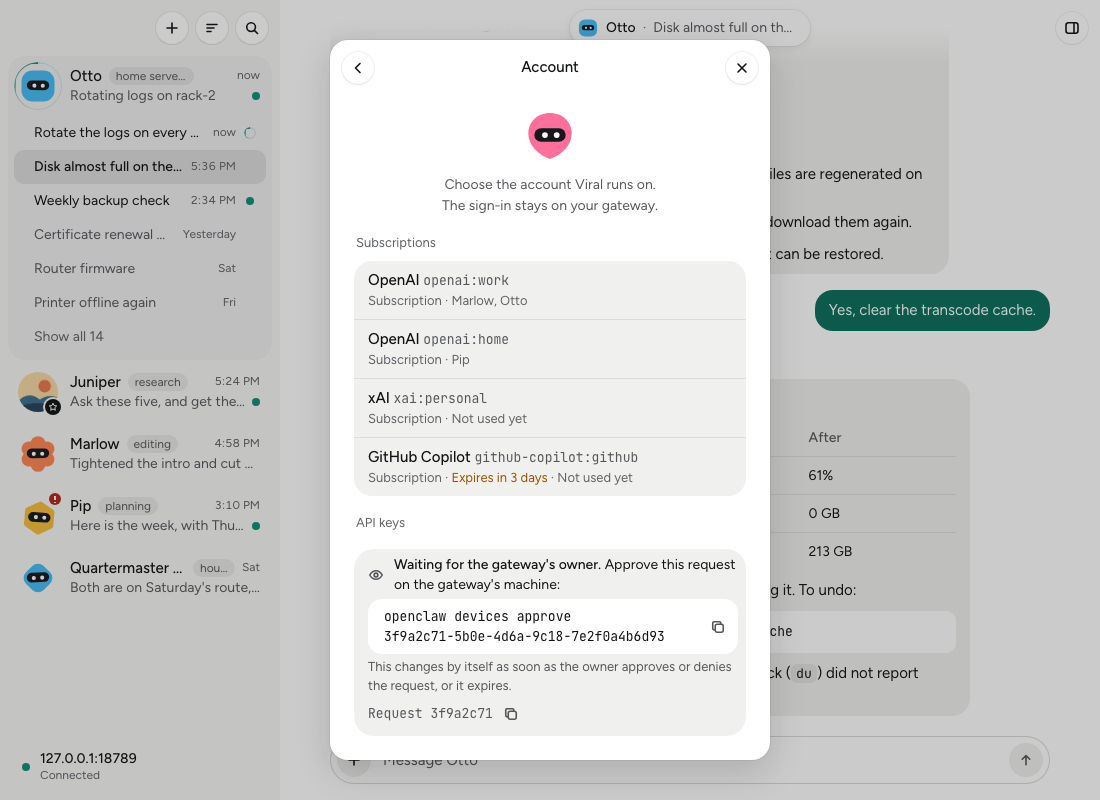 Otto · Disk almost full on th...
Otto home serve... now
Rotating logs on rack-2
Rotate the logs on every ... now
Disk almost full on the... 5:36 PM
Weekly backup check 2:34 PM
Certificate renewal ... Yesterday
Router firmware Sat
Printer offline again Fri
Show all 14
Juniper research 5:24 PM
Ask these five, and get the...
Marlow editing 4:58 PM
Tightened the intro and cut ...
Pip planning 3:10 PM
Here is the week, with Thu...
Quartermaster ... hou... Sat
Both are on Saturday's route,...
127.0.0.1:18789
Connected
Account
Choose the account Viral runs on.
The sign-in stays on your gateway.
Subscriptions
OpenAI openai:work
Subscription · Marlow, Otto
OpenAI openai:home
Subscription · Pip
xAI xai:personal
Subscription · Not used yet
GitHub Copilot github-copilot:github
Subscription · Expires in 3 days · Not used yet
API keys
Waiting for the gateway's owner. Approve this request
on the gateway's machine:
openclaw devices approve
3f9a2c71-5b0e-4d6a-9c18-7e2f0a4b6d93
This changes by itself as soon as the owner approves or denies
the request, or it expires.
Request 3f9a2c71
are regenerated on
download them again.
can be restored.
Yes, clear the transcode cache.
After
61%
0 GB
213 GB
it. To undo:
( du ) did not report
Message Otto